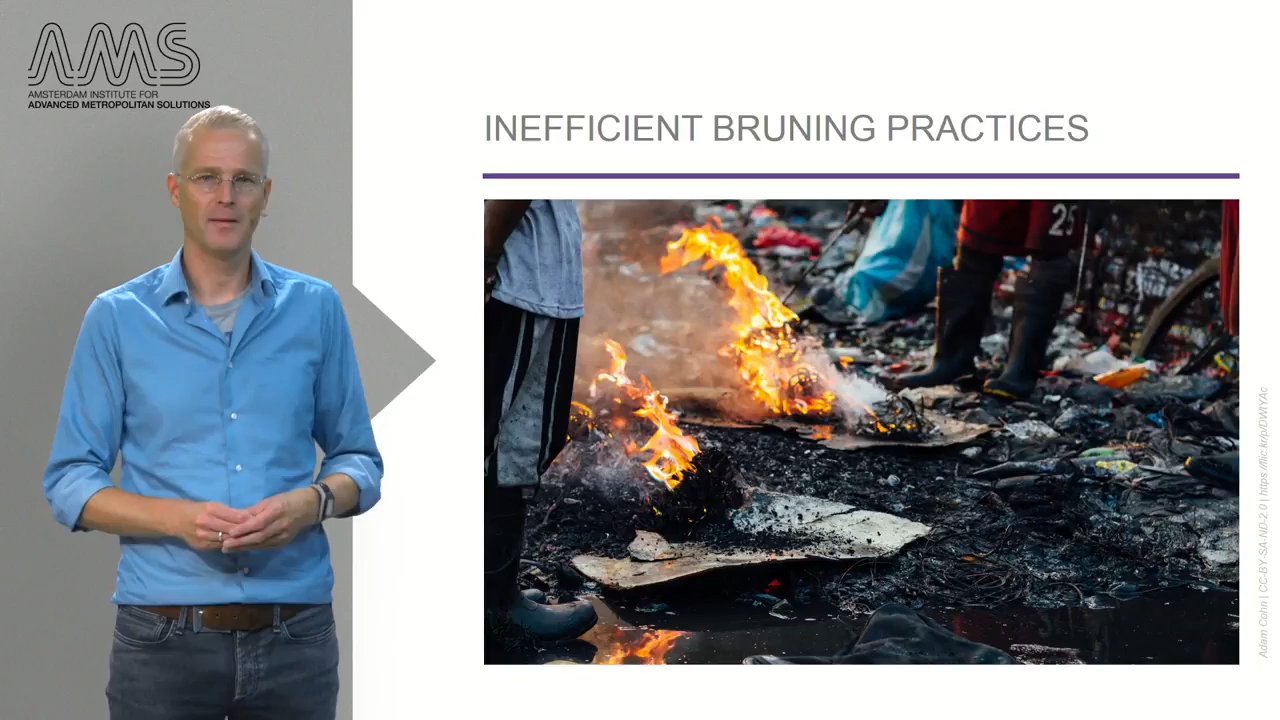 AMS
AMSTERDAM INSTITUTE FOR
ADVANCED METROPOLITAN SOLUTIONS
INEFFICIENT BRUNING PRACTICES
25
Adam Cohn | CC-BY-SA-ND-2.0 | https://flic.kr/p/DWtYAc